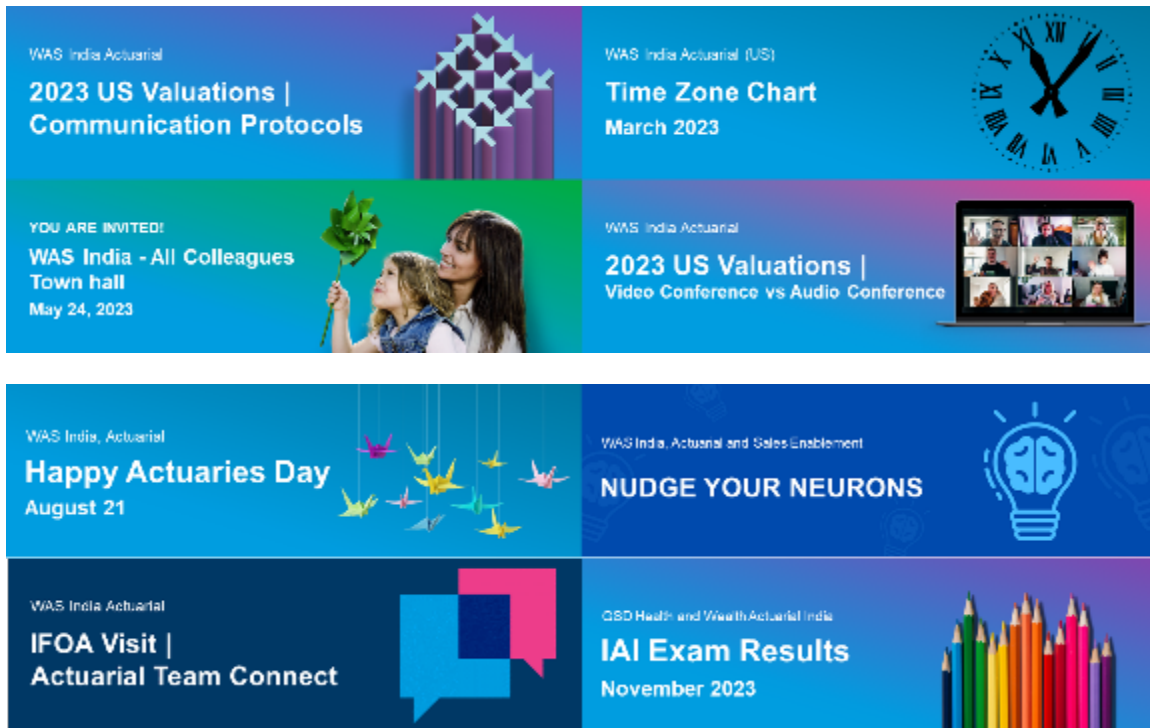 WAS India Actuarial
2023 US Valuations |
Communication Protocols
WAS India Actuarial (US)
Time Zone Chart
March 2023
XII
YOU ARE INVITED!
WAS India - All Colleagues
Town hall
May 24, 2023
WAS India Actuarial
2023 US Valuations |
Video Conference vs Audio Conference
WAS India, Actuarial
Happy Actuaries Day
August 21
WAS India, Actuarial and Sales Enablement
NUDGE YOUR NEURONS
WAS India Actuarial
IFOA Visit |
Actuarial Team Connect
GSD Health and Wealth Actuarial India
IAI Exam Results
November 2023